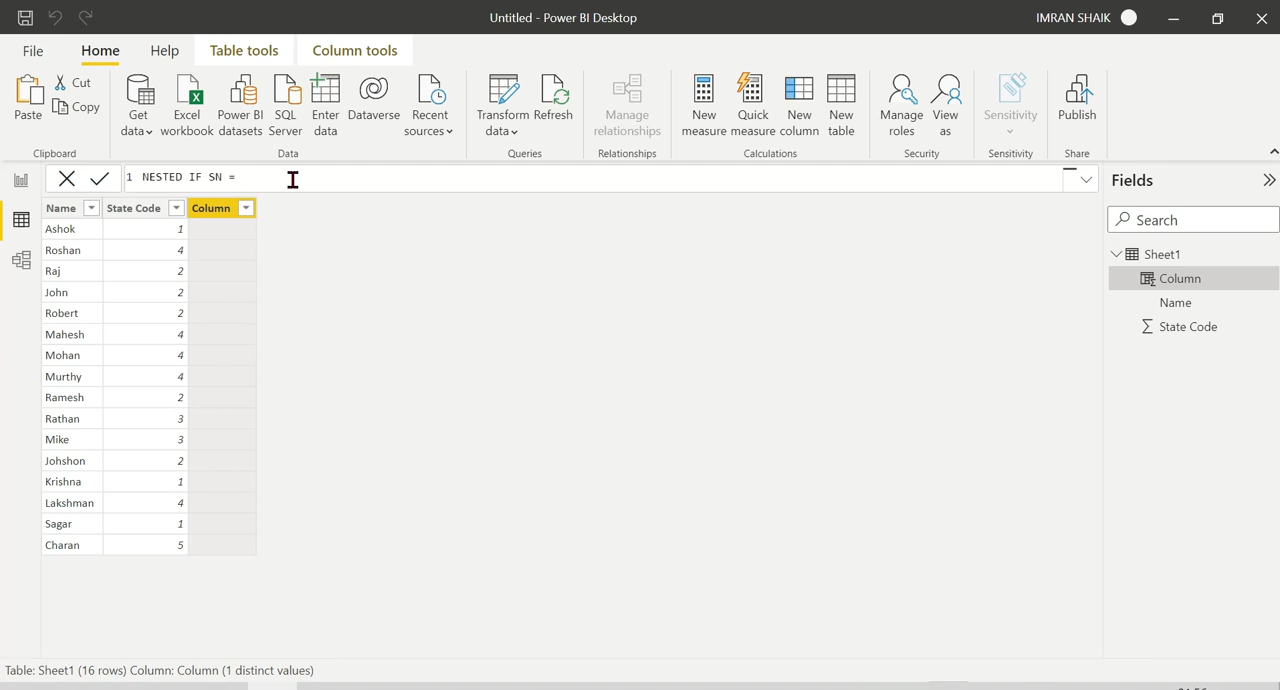 Untitled - Power BI Desktop
IMRAN SHAIK
File Home Help Table tools Column tools
Paste
Cut
Copy
Clipboard
Get data
Excel workbook
Power BI datasets
SQL Server
Enter data
Dataverse
Recent sources
Data
Transform data
Refresh
Queries
Manage relationships
Relationships
New measure
Quick measure
New column
New table
Calculations
Manage roles
View as
Security
Sensitivity
Sensitivity
Publish
Share
1 NESTED IF SN =
Name State Code Column
Ashok 1
Roshan 4
Raj 2
John 2
Robert 2
Mahesh 4
Mohan 4
Murthy 4
Ramesh 2
Rathan 3
Mike 3
Johshon 2
Krishna 1
Lakshman 4
Sagar 1
Charan 5
Fields
Search
Sheet1
Column
Name
State Code
Table: Sheet1 (16 rows) Column: Column (1 distinct values)